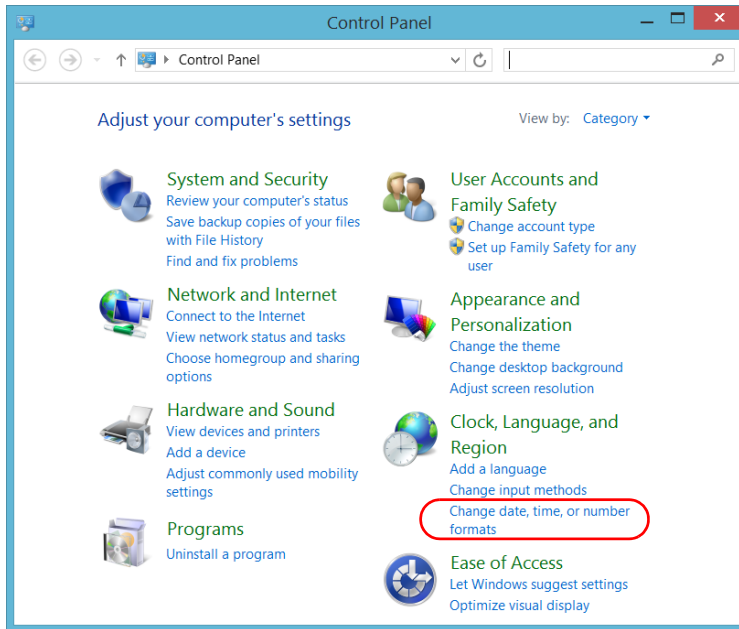 Control Panel
Control Panel
Adjust your computer's settings
View by: Category
System and Security
Review your computer's status
Save backup copies of your files
with File History
Find and fix problems
Network and Internet
Connect to the Internet
View network status and tasks
Choose homegroup and sharing
options
Hardware and Sound
View devices and printers
Add a device
Adjust commonly used mobility
settings
Programs
Uninstall a program
User Accounts and
Family Safety
Change account type
Set up Family Safety for any
user
Appearance and
Personalization
Change the theme
Change desktop background
Adjust screen resolution
Clock, Language, and
Region
Add a language
Change input methods
Change date, time, or number
formats
Ease of Access
Let Windows suggest settings
Optimize visual display